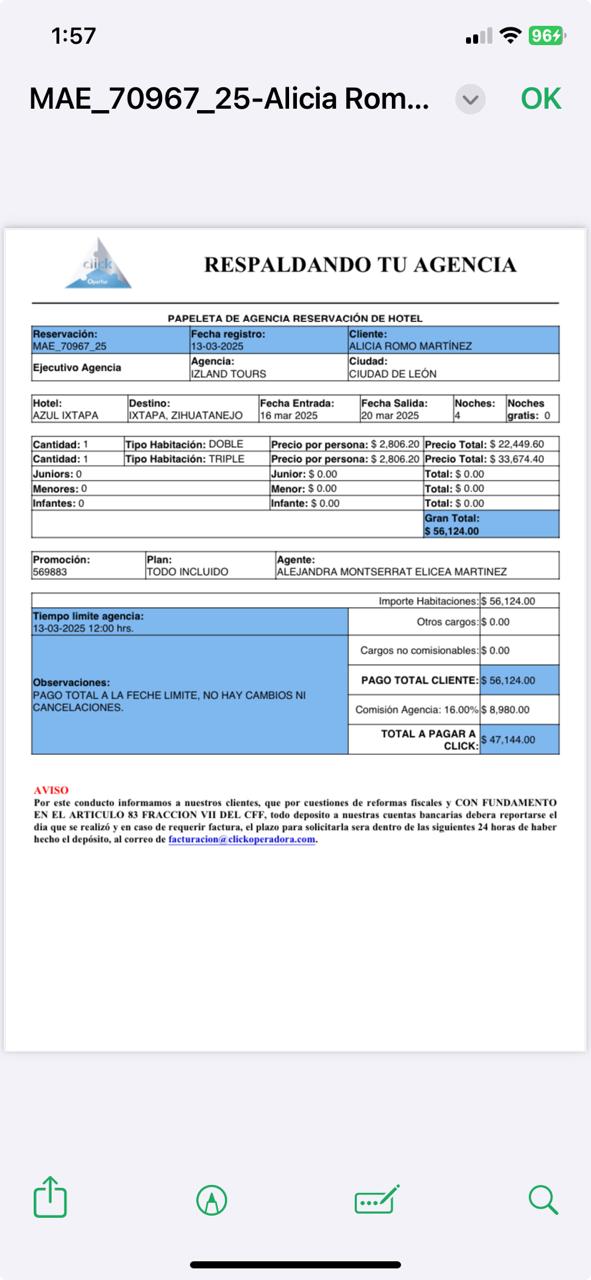 1:57
96
MAE_70967_25-Alicia Rom...
OK
click
Operador
RESPALDANDO TU AGENCIA
PAPELETA DE AGENCIA RESERVACIÓN DE HOTEL
Reservación: Fecha registro: Cliente:
MAE_70967_25 13-03-2025 ALICIA ROMO MARTÍNEZ
Ejecutivo Agencia Agencia: Ciudad:
IZLAND TOURS CIUDAD DE LEÓN
Hotel: Destino: Fecha Entrada: Fecha Salida: Noches: Noches
AZUL IXTAPA IXTAPA, ZIHUATANEJO 16 mar 2025 20 mar 2025 4 gratis: 0
Cantidad: 1 Tipo Habitación: DOBLE Precio por persona: $ 2,806.20 Precio Total: $ 22,449.60
Cantidad: 1 Tipo Habitación: TRIPLE Precio por persona: $ 2,806.20 Precio Total: $ 33,674.40
Juniors: 0 Junior: $ 0.00 Total: $ 0.00
Menores: 0 Menor: $ 0.00 Total: $ 0.00
Infantes: 0 Infante: $ 0.00 Total: $ 0.00
Gran Total:
$ 56,124.00
Promoción: Plan: Agente:
569883 TODO INCLUIDO ALEJANDRA MONTSERRAT ELICEA MARTINEZ
Importe Habitaciones: $ 56,124.00
Tiempo limite agencia:
13-03-2025 12:00 hrs.
Otros cargos: $ 0.00
Cargos no comisionables: $ 0.00
Observaciones:
PAGO TOTAL A LA FECHE LIMITE, NO HAY CAMBIOS NI
CANCELACIONES.
PAGO TOTAL CLIENTE: $ 56,124.00
Comisión Agencia: 16.00% $ 8,980.00
TOTAL A PAGAR A
CLICK: $ 47,144.00
AVISO
Por este conducto informamos a nuestros clientes, que por cuestiones de reformas fiscales y CON FUNDAMENTO
EN EL ARTICULO 83 FRACCION VII DEL CFF, todo deposito a nuestras cuentas bancarias debera reportarse el
dia que se realizó y en caso de requerir factura, el plazo para solicitarla sera dentro de las siguientes 24 horas de haber
hecho el depósito, al correo de facturacion@clickoperadora.com.